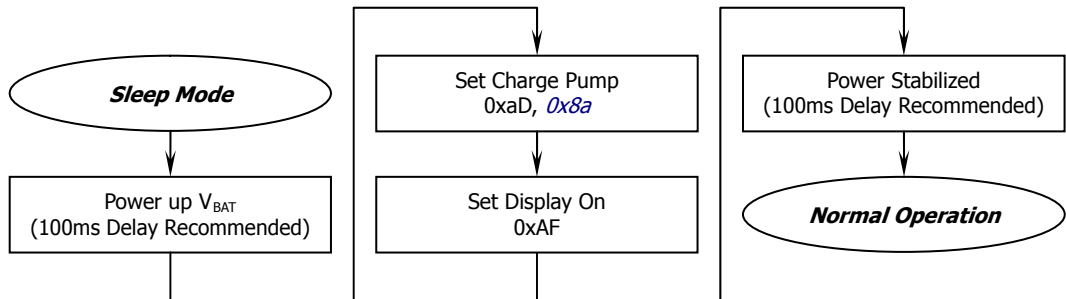 Sleep Mode
Power up VBAT
(100ms Delay Recommended)
Set Charge Pump
0xaD, 0x8a
Set Display On
0xAF
Power Stabilized
(100ms Delay Recommended)
Normal Operation